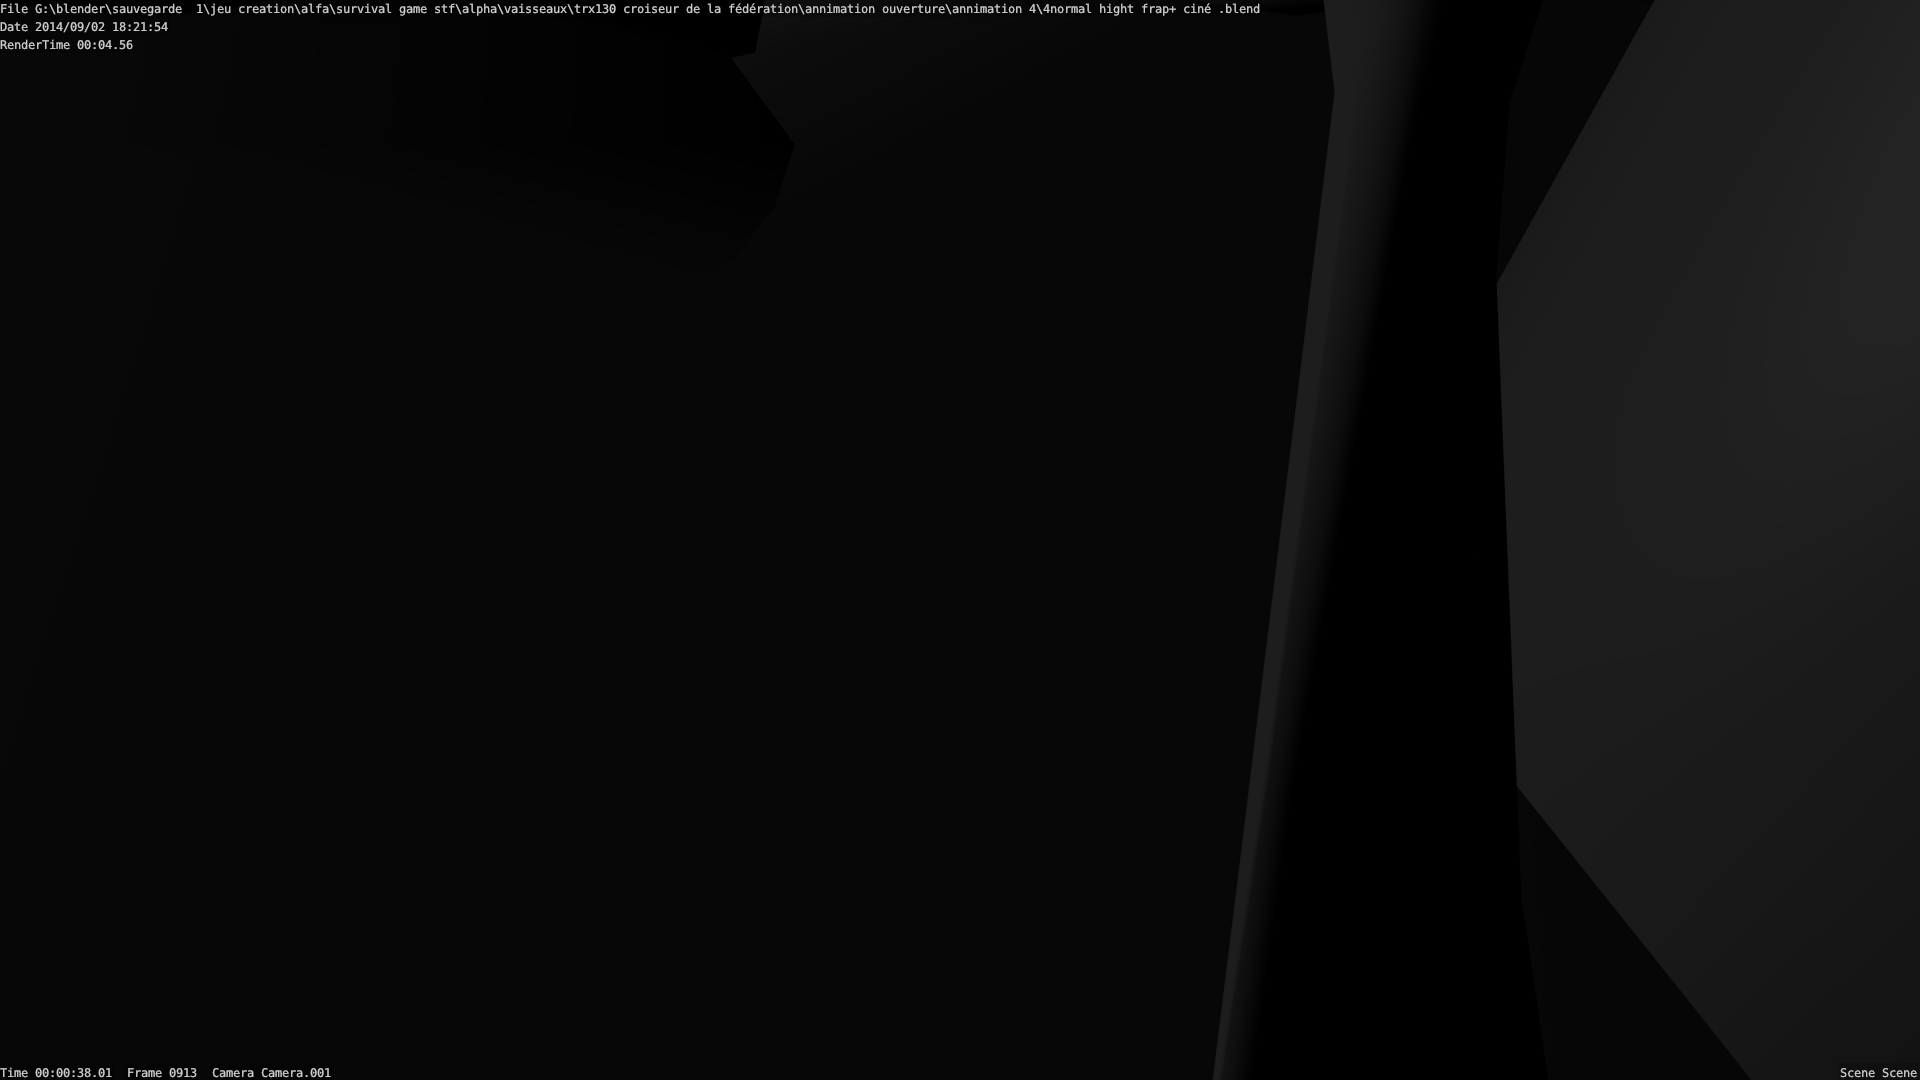 File G:\blender\sauvegarde  1\jeu creation\alfa\survival game stf\alpha\vaisseaux\trx130 croiseur de la fédération\annimation ouverture\annimation 4\4normal hight frap+ ciné .blend
Date 2014/09/02 18:21:54
RenderTime 00:04.56
Time 00:00:38.01  Frame 0913  Camera Camera.001
Scene Scene